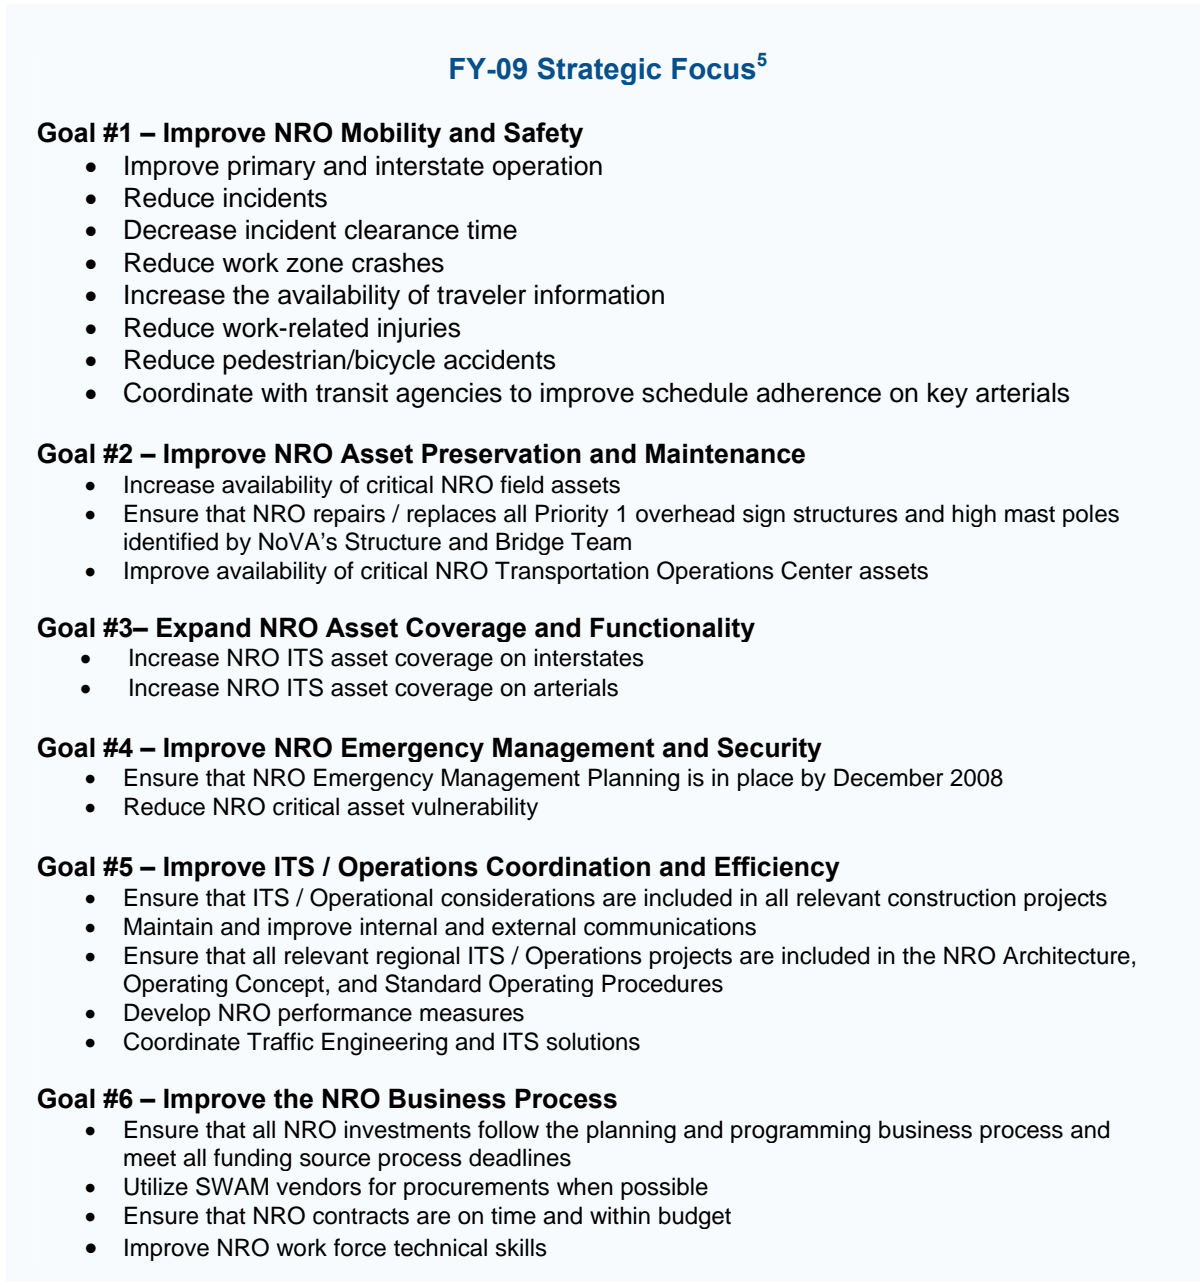 FY-09 Strategic Focus5
Goal #1 – Improve NRO Mobility and Safety
• Improve primary and interstate operation
• Reduce incidents
• Decrease incident clearance time
• Reduce work zone crashes
• Increase the availability of traveler information
• Reduce work-related injuries
• Reduce pedestrian/bicycle accidents
• Coordinate with transit agencies to improve schedule adherence on key arterials
Goal #2 – Improve NRO Asset Preservation and Maintenance
• Increase availability of critical NRO field assets
• Ensure that NRO repairs / replaces all Priority 1 overhead sign structures and high mast poles
identified by NoVA's Structure and Bridge Team
• Improve availability of critical NRO Transportation Operations Center assets
Goal #3– Expand NRO Asset Coverage and Functionality
• Increase NRO ITS asset coverage on interstates
• Increase NRO ITS asset coverage on arterials
Goal #4 – Improve NRO Emergency Management and Security
• Ensure that NRO Emergency Management Planning is in place by December 2008
• Reduce NRO critical asset vulnerability
Goal #5 – Improve ITS / Operations Coordination and Efficiency
• Ensure that ITS / Operational considerations are included in all relevant construction projects
• Maintain and improve internal and external communications
• Ensure that all relevant regional ITS / Operations projects are included in the NRO Architecture,
Operating Concept, and Standard Operating Procedures
• Develop NRO performance measures
• Coordinate Traffic Engineering and ITS solutions
Goal #6 – Improve the NRO Business Process
• Ensure that all NRO investments follow the planning and programming business process and
meet all funding source process deadlines
• Utilize SWAM vendors for procurements when possible
• Ensure that NRO contracts are on time and within budget
• Improve NRO work force technical skills